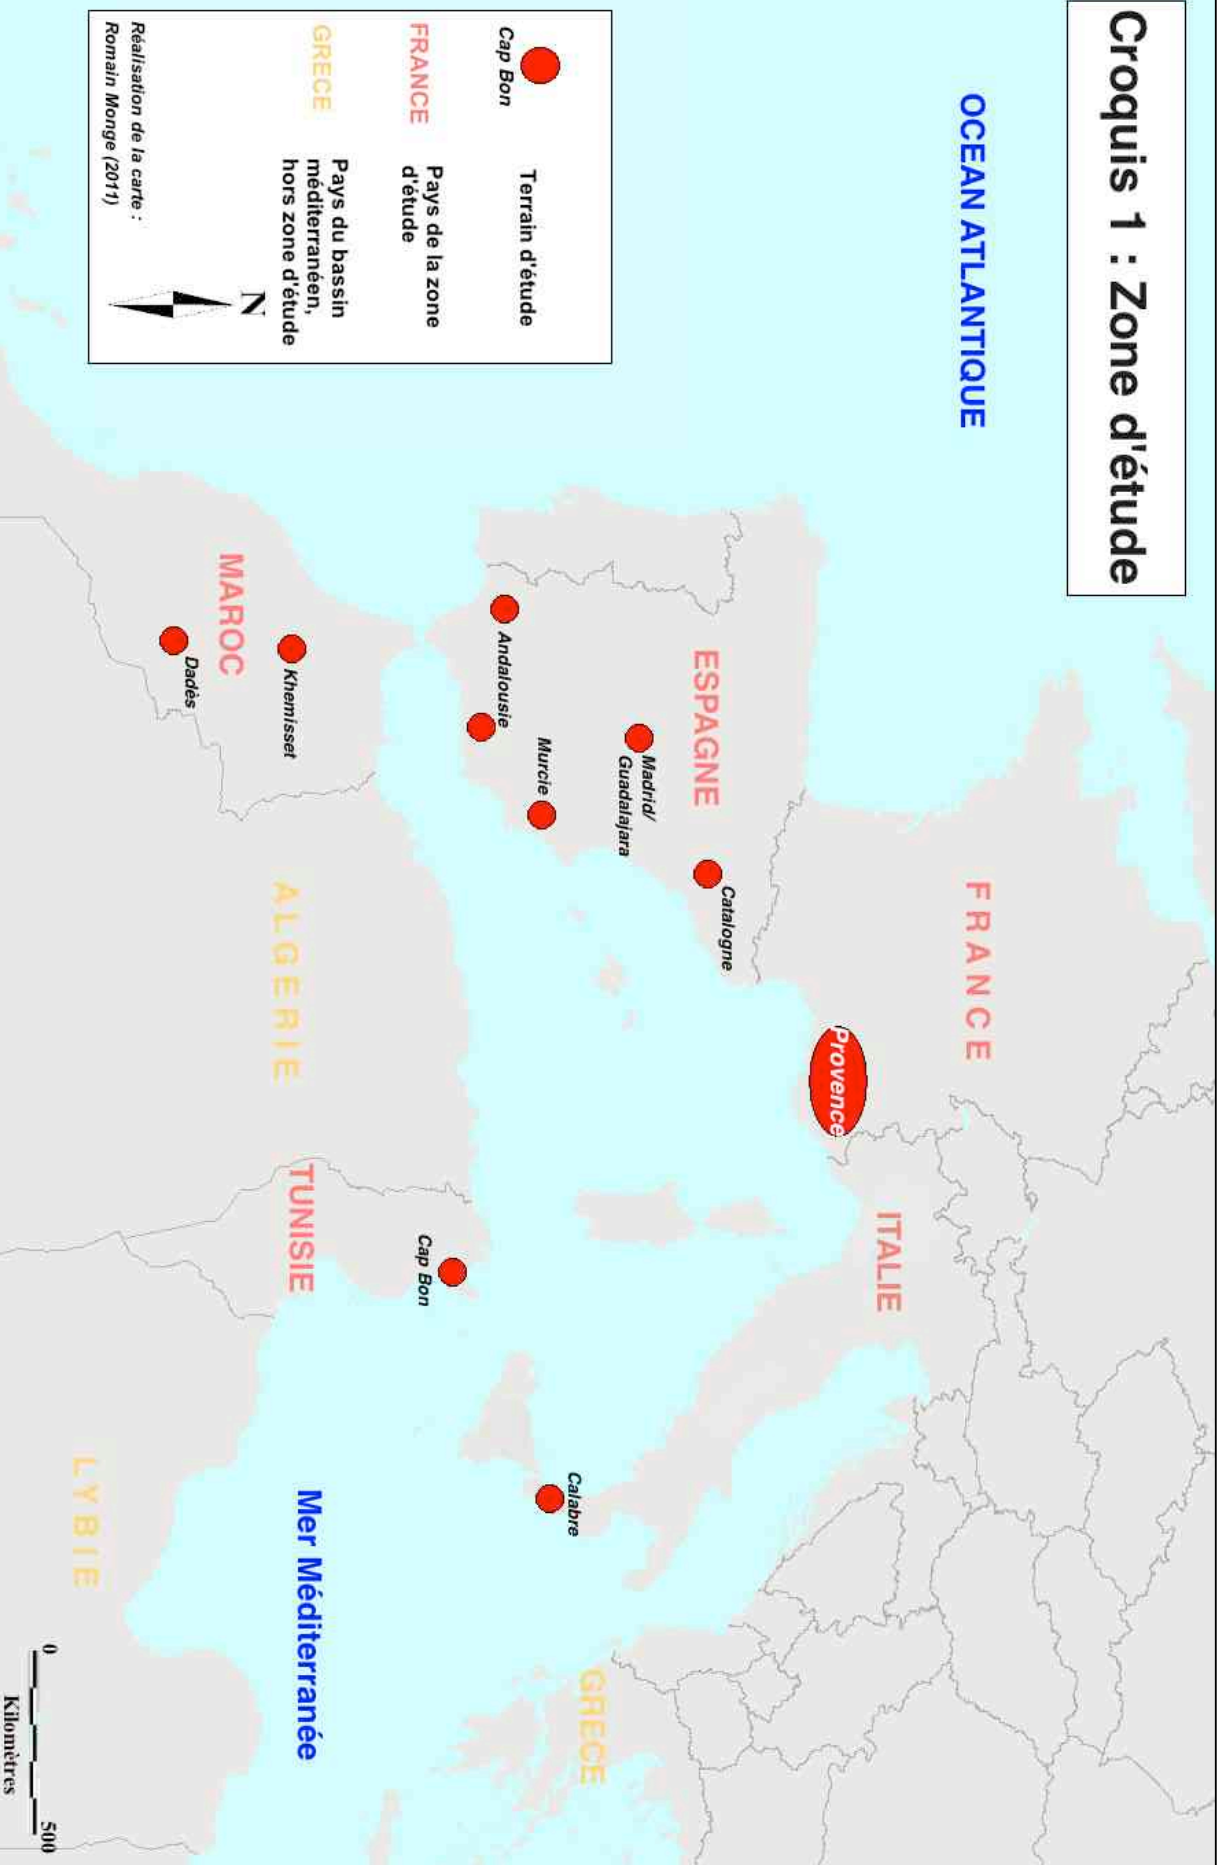 Croquis 1 : Zone d'étude
OCEAN ATLANTIQUE
FRANCE
ITALIE
Provence
ESPAGNE
Catalogne
Madrid/
Guadalajara
Murcie
Andalousie
Calabre
GRECE
Cap Bon
TUNISIE
Mer Méditerranée
MAROC
Khemisset
Dadès
ALGERIE
LYBIE
Cap Bon
Terrain d'étude
FRANCE
Pays de la zone
d'étude
GRECE
Pays du bassin
méditerranéen,
hors zone d'étude
N
Réalisation de la carte :
Romain Monge (2011)
0 500
Kilomètres